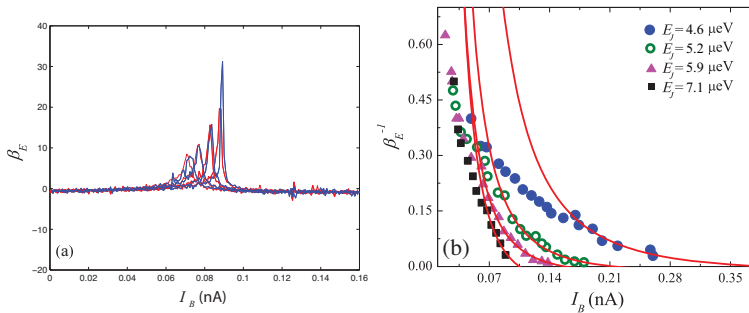 40
30
20
10
0
−10
−20
β_E
(a)
0
0.02
0.04
0.06
0.08
0.10
0.12
0.14
0.16
I_B (nA)
E_J = 4.6 μeV
E_J = 5.2 μeV
E_J = 5.9 μeV
E_J = 7.1 μeV
0.60
0.45
0.30
0.15
0.00
β_E^-1
(b)
0.07
0.14
0.21
0.28
0.35
I_B (nA)